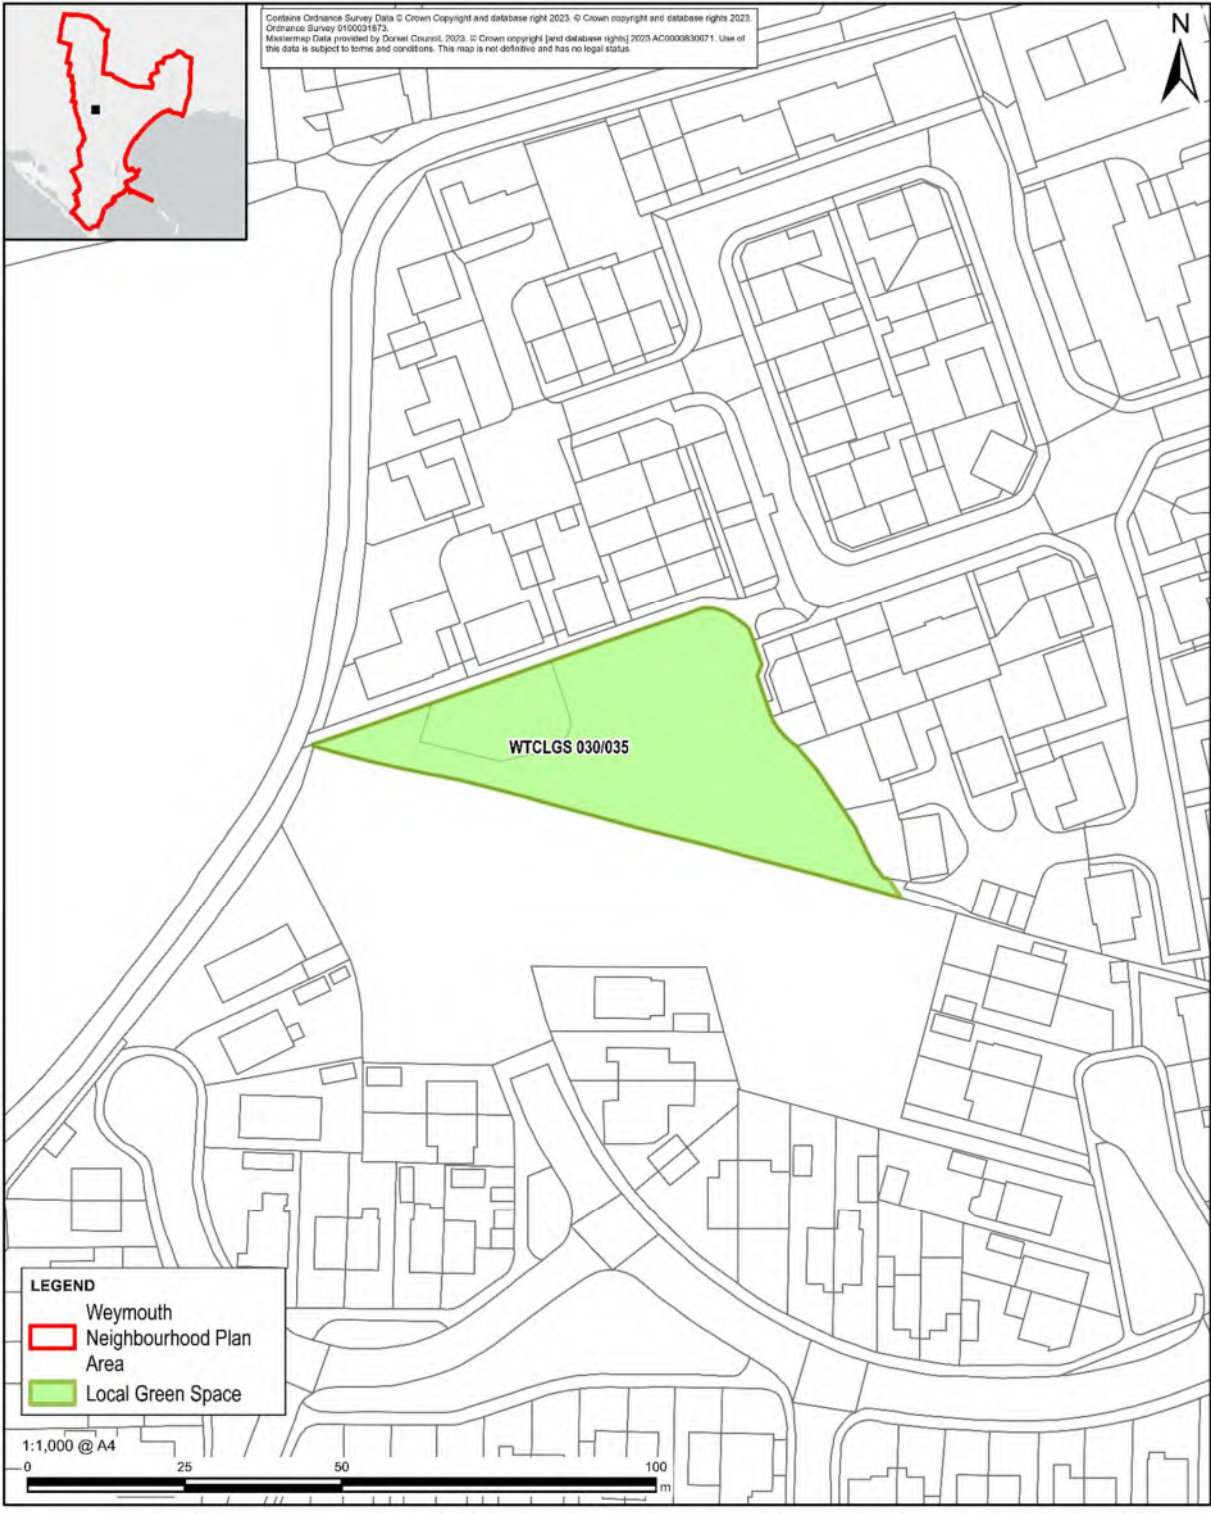 Contains Ordnance Survey Data © Crown Copyright and database right 2023. © Crown copyright and database rights 2023.
Ordnance Survey 0100031673.
Mastermap Data provided by Dorset Council, 2023. © Crown copyright [and database rights] 2023 AC0000830671. Use of
this data is subject to terms and conditions. This map is not definitive and has no legal status.
N
WTCLGS 030/035
LEGEND
Weymouth
Neighbourhood Plan
Area
Local Green Space
1:1,000 @ A4
0 25 50 100
m